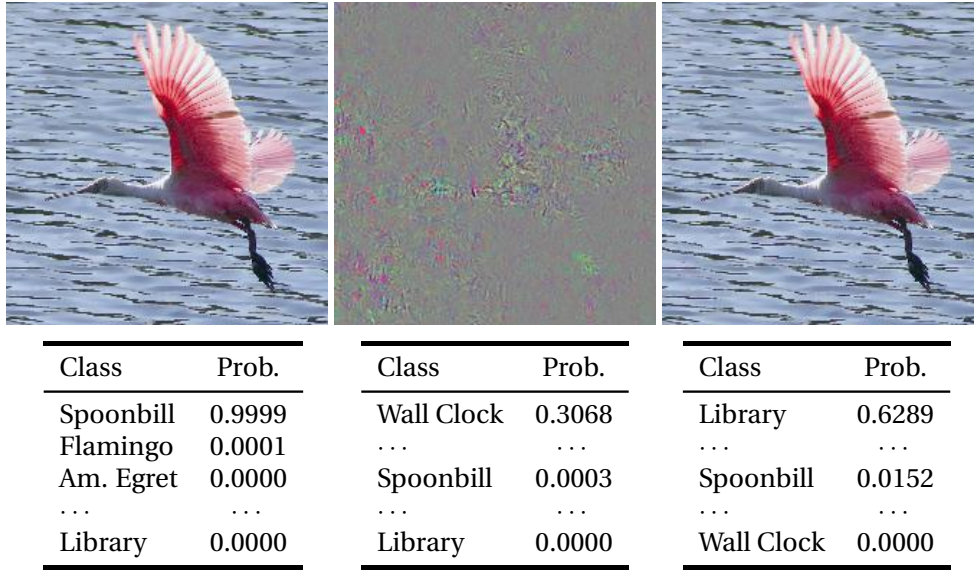 Class Prob.
Spoonbill 0.9999
Flamingo 0.0001
Am. Egret 0.0000
... ...
Library 0.0000
Class Prob.
Wall Clock 0.3068
... ...
Spoonbill 0.0003
... ...
Library 0.0000
Class Prob.
Library 0.6289
... ...
Spoonbill 0.0152
... ...
Wall Clock 0.0000